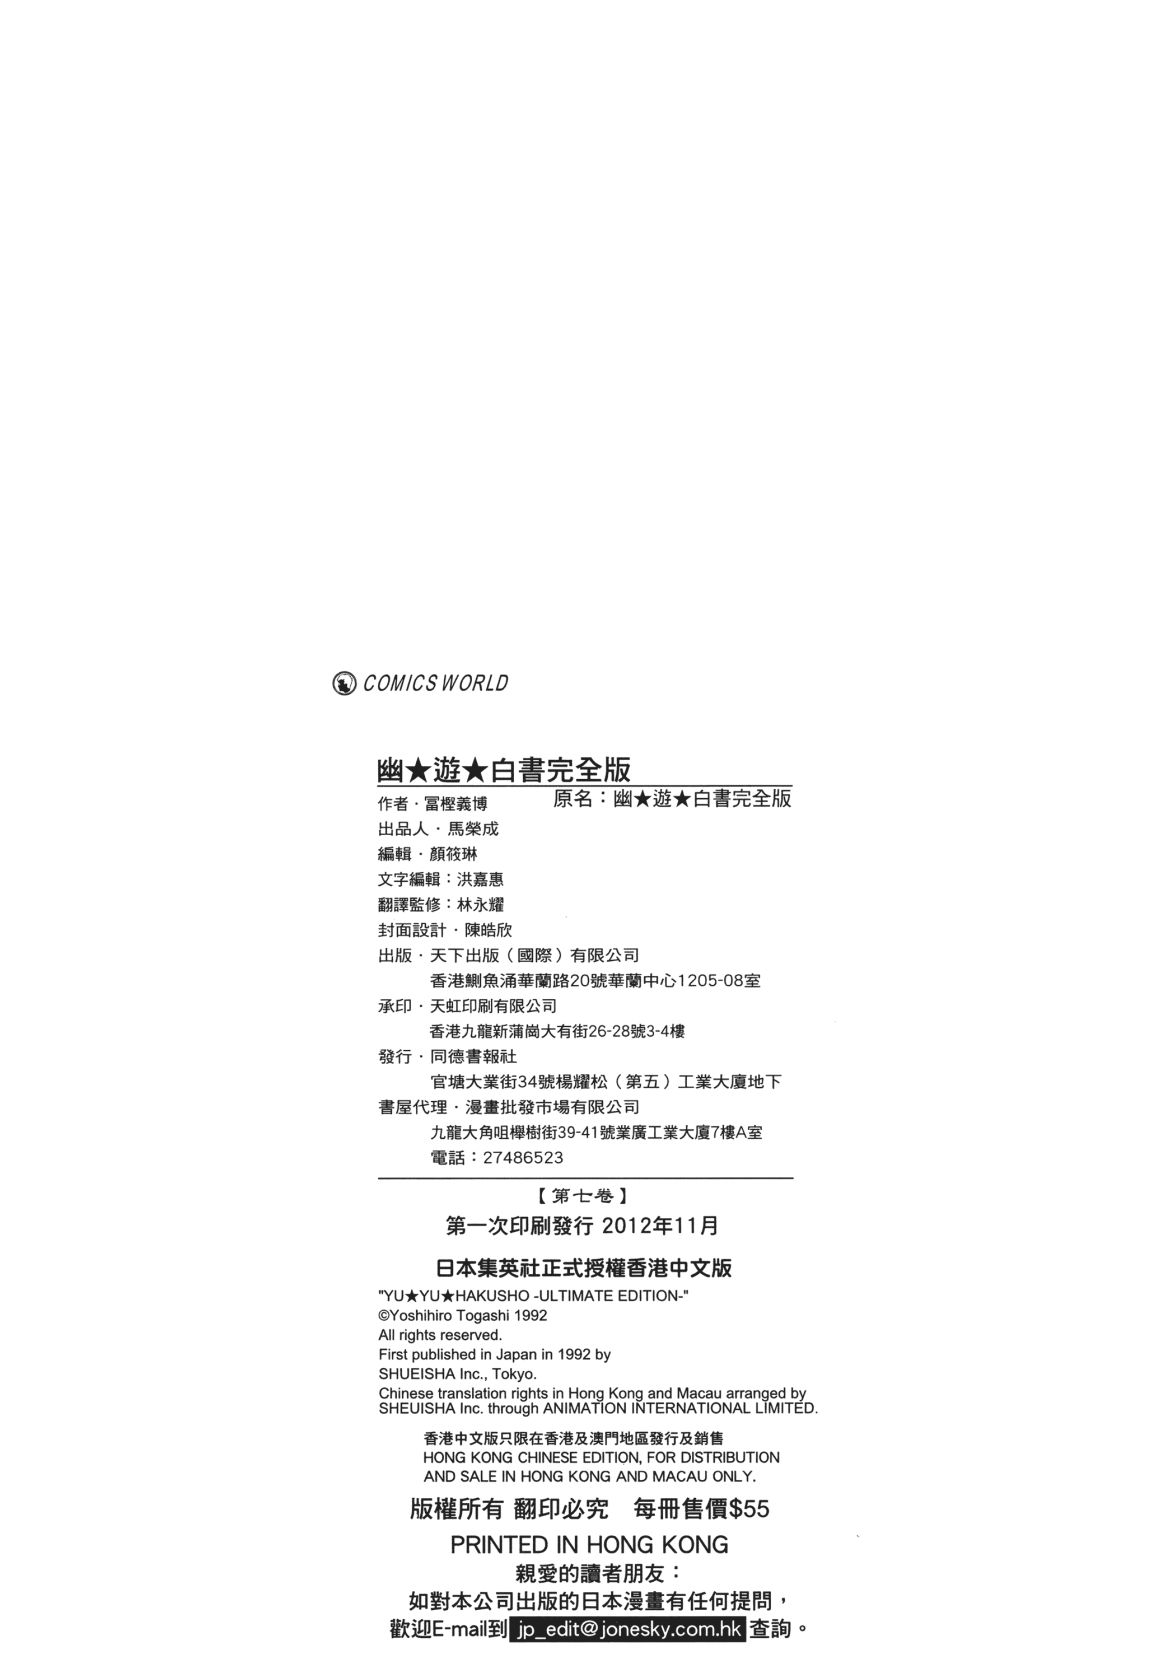 COMICS WORLD
幽★遊★白書完全版
作者・冨樫義博 原名：幽★遊★白書完全版
出品人・馬榮成
編輯・顏筱琳
文字編輯：洪嘉惠
翻譯監修：林永耀
封面設計・陳皓欣
出版・天下出版（國際）有限公司
香港鰂魚涌華蘭路20號華蘭中心1205-08室
承印・天虹印刷有限公司
香港九龍新蒲崗大有街26-28號3-4樓
發行・同德書報社
官塘大業街34號楊耀松（第五）工業大廈地下
書屋代理・漫畫批發市場有限公司
九龍大角咀櫸樹街39-41號業廣工業大廈7樓A室
電話：27486523
【第七卷】
第一次印刷發行 2012年11月
日本集英社正式授權香港中文版
"YU★YU★HAKUSHO -ULTIMATE EDITION-"
©Yoshihiro Togashi 1992
All rights reserved.
First published in Japan in 1992 by
SHUEISHA Inc., Tokyo.
Chinese translation rights in Hong Kong and Macau arranged by
SHEUISHA Inc. through ANIMATION INTERNATIONAL LIMITED.
香港中文版只限在香港及澳門地區發行及銷售
HONG KONG CHINESE EDITION, FOR DISTRIBUTION
AND SALE IN HONG KONG AND MACAU ONLY.
版權所有 翻印必究　每冊售價$55
PRINTED IN HONG KONG
親愛的讀者朋友：
如對本公司出版的日本漫畫有任何提問，
歡迎E-mail到 jp_edit@jonesky.com.hk 查詢。